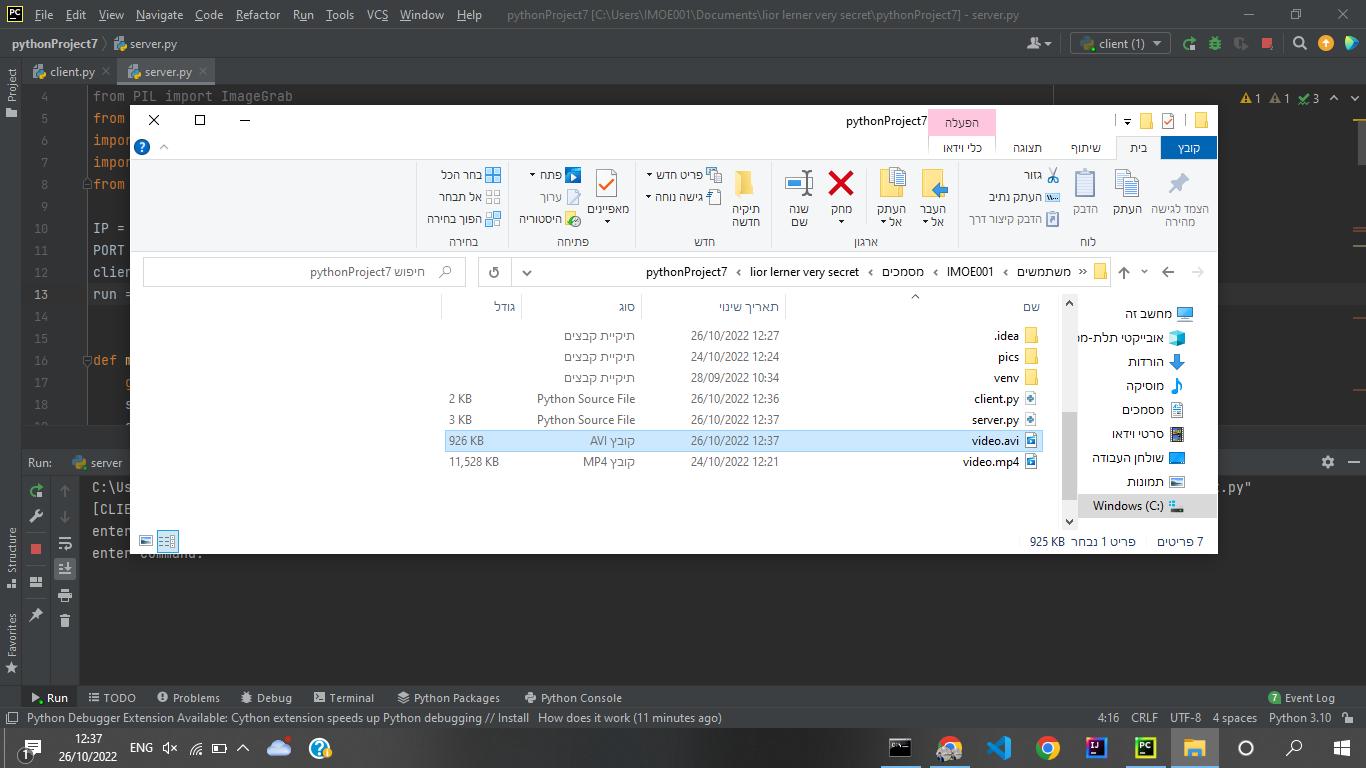 File Edit View Navigate Code Refactor Run Tools VCS Window Help pythonProject7 [C:\Users\IMOE001\Documents\lior lerner very secret\pythonProject7] - server.py
pythonProject7 server.py client (1)
client.py server.py
4 from PIL import ImageGrab
1 1 3
5 from
6
7
8 from
10 IP =
11 PORT
12
13 run =
14
16 def
17
18
Project
Structure
Favorites
pythonProject7
הפעלה
קובץ בית שיתוף תצוגה כלי וידאו
הצמד לגישה מהירה
העתק
הדבק
גזור
העתק נתיב
הדבק קיצור דרך
לוח
העבר אל
העתק אל
מחק
שנה שם
ארגון
תיקיה חדשה
פריט חדש
גישה נוחה
חדש
מאפיינים
פתח
ערוך
היסטוריה
פתיחה
בחר הכל
אל תבחר
הפוך בחירה
בחירה
משתמשים IMOE001 מסמכים lior lerner very secret pythonProject7
חיפוש pythonProject7
שם תאריך שינוי סוג גודל
.idea 26/10/2022 12:27 תיקיית קבצים
pics 24/10/2022 12:24 תיקיית קבצים
venv 28/09/2022 10:34 תיקיית קבצים
client.py 26/10/2022 12:36 Python Source File 2 KB
server.py 26/10/2022 12:37 Python Source File 3 KB
video.avi 26/10/2022 12:37 קובץ AVI 926 KB
video.mp4 24/10/2022 12:21 קובץ MP4 11,528 KB
מחשב זה
אובייקטי תלת-ממ
הורדות
מוסיקה
מסמכים
סרטי וידאו
שולחן העבודה
תמונות
Windows (C:)
7 פריטים פריט 1 נבחר 925 KB
Run: server
[CLIE
enter
enter command:
Run TODO Problems Debug Terminal Python Packages Python Console 7 Event Log
Python Debugger Extension Available: Cython extension speeds up Python debugging // Install How does it work (11 minutes ago) 4:16 CRLF UTF-8 4 spaces Python 3.10
1 12:37 ENG
26/10/2022